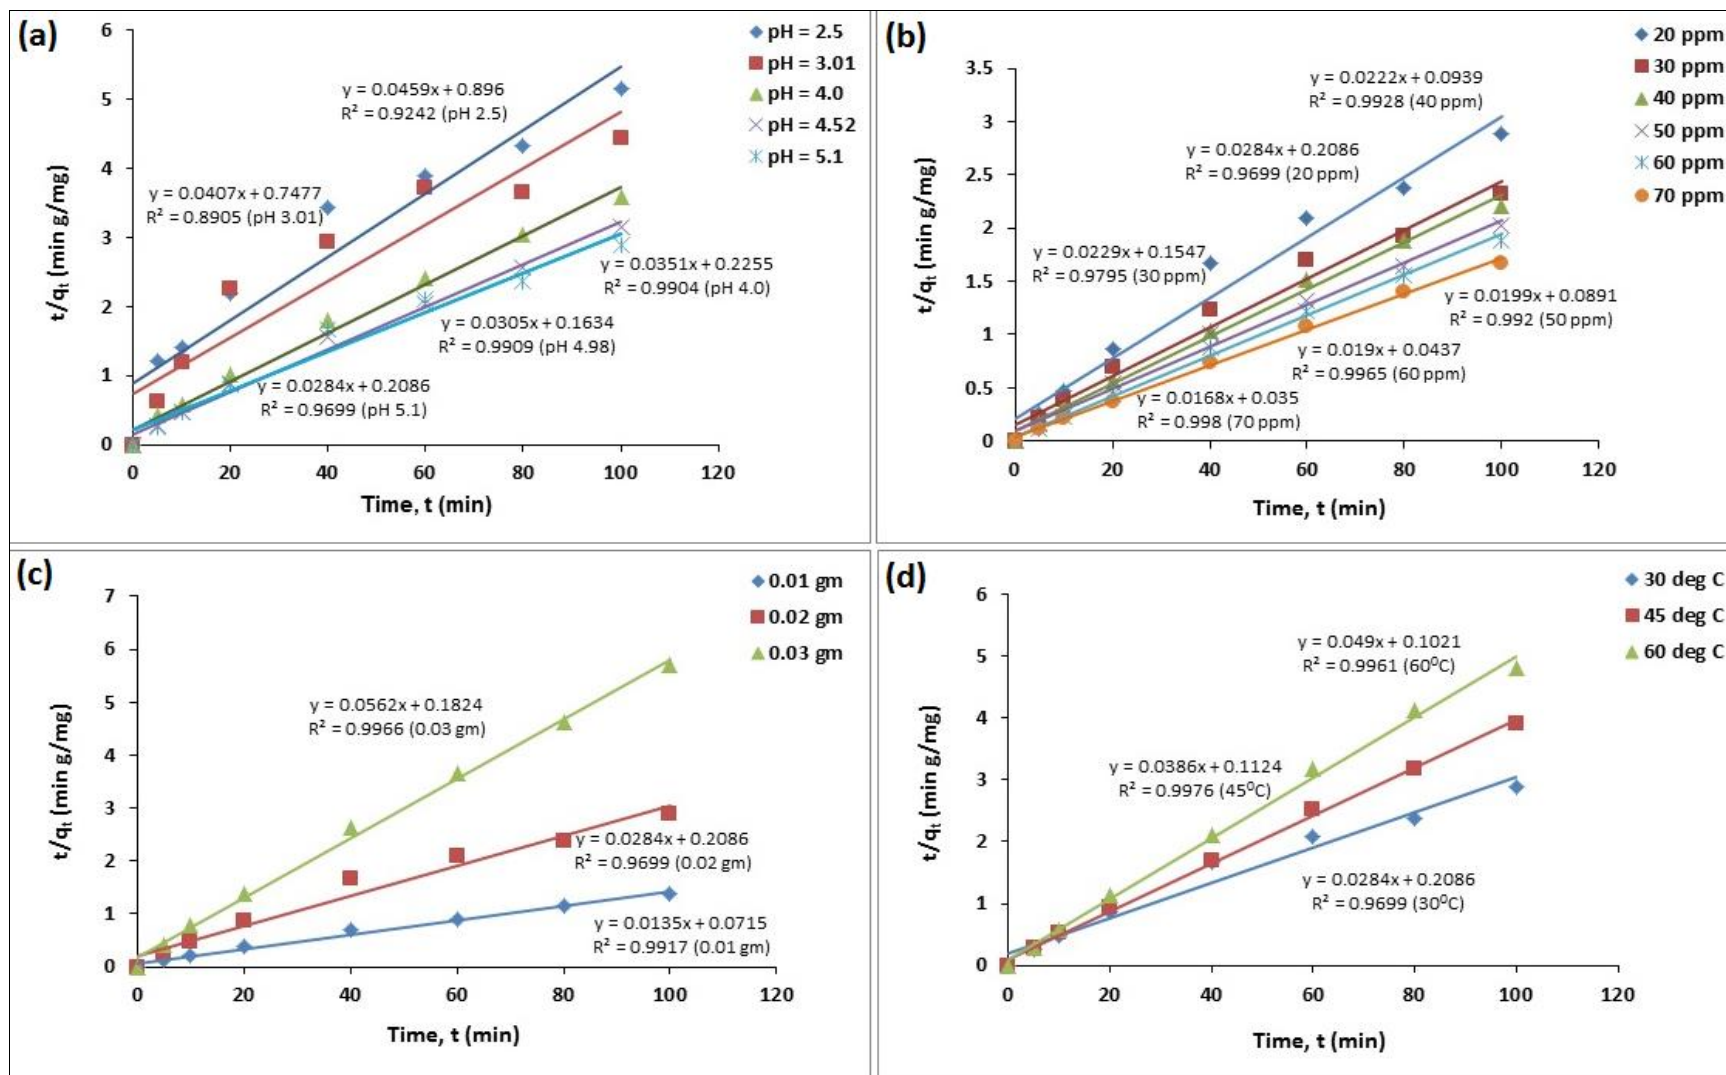 (a)
pH = 2.5
pH = 3.01
pH = 4.0
pH = 4.52
pH = 5.1
y = 0.0459x + 0.896
R² = 0.9242 (pH 2.5)
y = 0.0407x + 0.7477
R² = 0.8905 (pH 3.01)
y = 0.0351x + 0.2255
R² = 0.9904 (pH 4.0)
y = 0.0305x + 0.1634
R² = 0.9909 (pH 4.98)
y = 0.0284x + 0.2086
R² = 0.9699 (pH 5.1)
6
5
4
3
2
1
0
0 20 40 60 80 100 120
t/qt (min g/mg)
Time, t (min)
(b)
20 ppm
30 ppm
40 ppm
50 ppm
60 ppm
70 ppm
y = 0.0222x + 0.0939
R² = 0.9928 (40 ppm)
y = 0.0284x + 0.2086
R² = 0.9699 (20 ppm)
y = 0.0229x + 0.1547
R² = 0.9795 (30 ppm)
y = 0.0199x + 0.0891
R² = 0.992 (50 ppm)
y = 0.019x + 0.0437
R² = 0.9965 (60 ppm)
y = 0.0168x + 0.035
R² = 0.998 (70 ppm)
3.5
3
2.5
2
1.5
1
0.5
0
0 20 40 60 80 100 120
t/qt (min g/mg)
Time, t (min)
(c)
0.01 gm
0.02 gm
0.03 gm
y = 0.0562x + 0.1824
R² = 0.9966 (0.03 gm)
y = 0.0284x + 0.2086
R² = 0.9699 (0.02 gm)
y = 0.0135x + 0.0715
R² = 0.9917 (0.01 gm)
7
6
5
4
3
2
1
0
0 20 40 60 80 100 120
t/qt (min g/mg)
Time, t (min)
(d)
30 deg C
45 deg C
60 deg C
y = 0.049x + 0.1021
R² = 0.9961 (60⁰C)
y = 0.0386x + 0.1124
R² = 0.9976 (45⁰C)
y = 0.0284x + 0.2086
R² = 0.9699 (30⁰C)
6
5
4
3
2
1
0
0 20 40 60 80 100 120
t/qt (min g/mg)
Time, t (min)